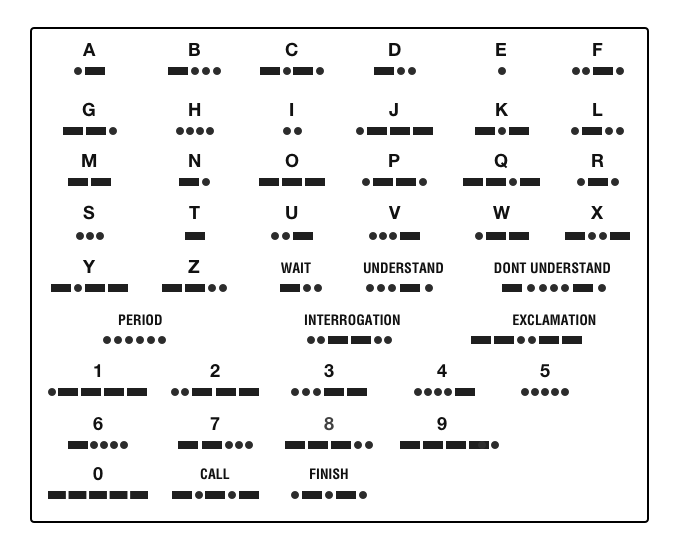 A B C D E F
G H I J K L
M N O P Q R
S T U V W X
Y Z WAIT UNDERSTAND DONT UNDERSTAND
PERIOD INTERROGATION EXCLAMATION
1 2 3 4 5
6 7 8 9
0 CALL FINISH